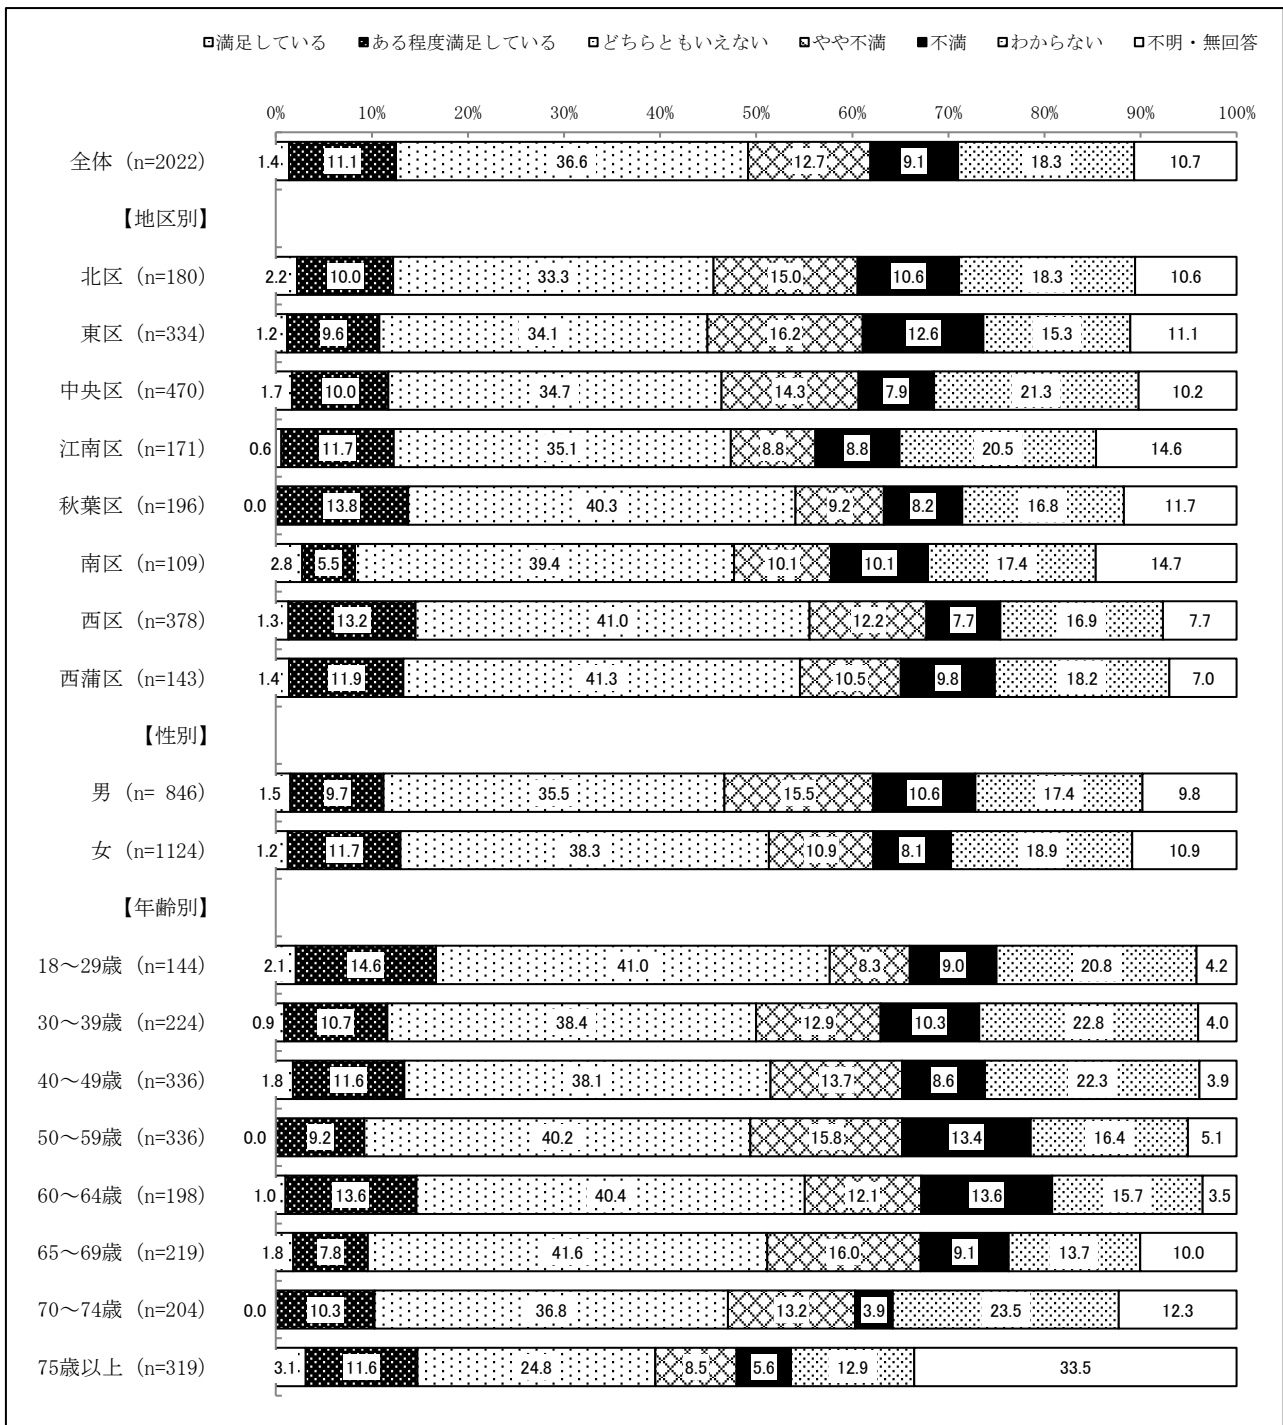 満足している ある程度満足している どちらともいえない やや不満 不満 わからない 不明・無回答
0% 10% 20% 30% 40% 50% 60% 70% 80% 90% 100%
全体 (n=2022) 1.4 11.1 36.6 12.7 9.1 18.3 10.7
【地区別】
北区 (n=180) 2.2 10.0 33.3 15.0 10.6 18.3 10.6
東区 (n=334) 1.2 9.6 34.1 16.2 12.6 15.3 11.1
中央区 (n=470) 1.7 10.0 34.7 14.3 7.9 21.3 10.2
江南区 (n=171) 0.6 11.7 35.1 8.8 8.8 20.5 14.6
秋葉区 (n=196) 0.0 13.8 40.3 9.2 8.2 16.8 11.7
南区 (n=109) 2.8 5.5 39.4 10.1 10.1 17.4 14.7
西区 (n=378) 1.3 13.2 41.0 12.2 7.7 16.9 7.7
西蒲区 (n=143) 1.4 11.9 41.3 10.5 9.8 18.2 7.0
【性別】
男 (n= 846) 1.5 9.7 35.5 15.5 10.6 17.4 9.8
女 (n=1124) 1.2 11.7 38.3 10.9 8.1 18.9 10.9
【年齢別】
18～29歳 (n=144) 2.1 14.6 41.0 8.3 9.0 20.8 4.2
30～39歳 (n=224) 0.9 10.7 38.4 12.9 10.3 22.8 4.0
40～49歳 (n=336) 1.8 11.6 38.1 13.7 8.6 22.3 3.9
50～59歳 (n=336) 0.0 9.2 40.2 15.8 13.4 16.4 5.1
60～64歳 (n=198) 1.0 13.6 40.4 12.1 13.6 15.7 3.5
65～69歳 (n=219) 1.8 7.8 41.6 16.0 9.1 13.7 10.0
70～74歳 (n=204) 0.0 10.3 36.8 13.2 3.9 23.5 12.3
75歳以上 (n=319) 3.1 11.6 24.8 8.5 5.6 12.9 33.5